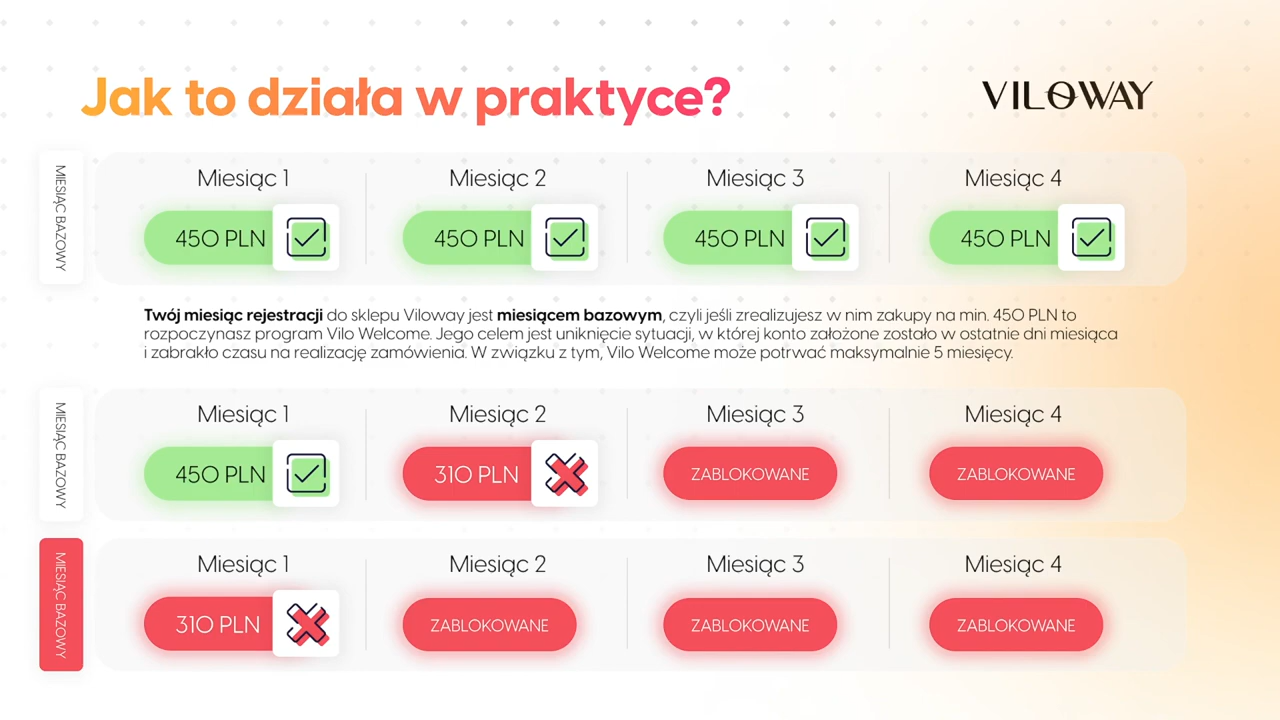 Jak to działa w praktyce?
VILOWAY
MIESIĄC BAZOWY
Miesiąc 1
Miesiąc 2
Miesiąc 3
Miesiąc 4
450 PLN
450 PLN
450 PLN
450 PLN
Twój miesiąc rejestracji do sklepu Viloway jest miesiącem bazowym, czyli jeśli zrealizujesz w nim zakupy na min. 450 PLN to
rozpoczynasz program Vilo Welcome. Jego celem jest uniknięcie sytuacji, w której konto założone zostało w ostatnie dni miesiąca
i zabrakło czasu na realizację zamówienia. W związku z tym, Vilo Welcome może potrwać maksymalnie 5 miesięcy.
MIESIĄC BAZOWY
Miesiąc 1
Miesiąc 2
Miesiąc 3
Miesiąc 4
450 PLN
310 PLN
ZABLOKOWANE
ZABLOKOWANE
MIESIĄC BAZOWY
Miesiąc 1
Miesiąc 2
Miesiąc 3
Miesiąc 4
310 PLN
ZABLOKOWANE
ZABLOKOWANE
ZABLOKOWANE